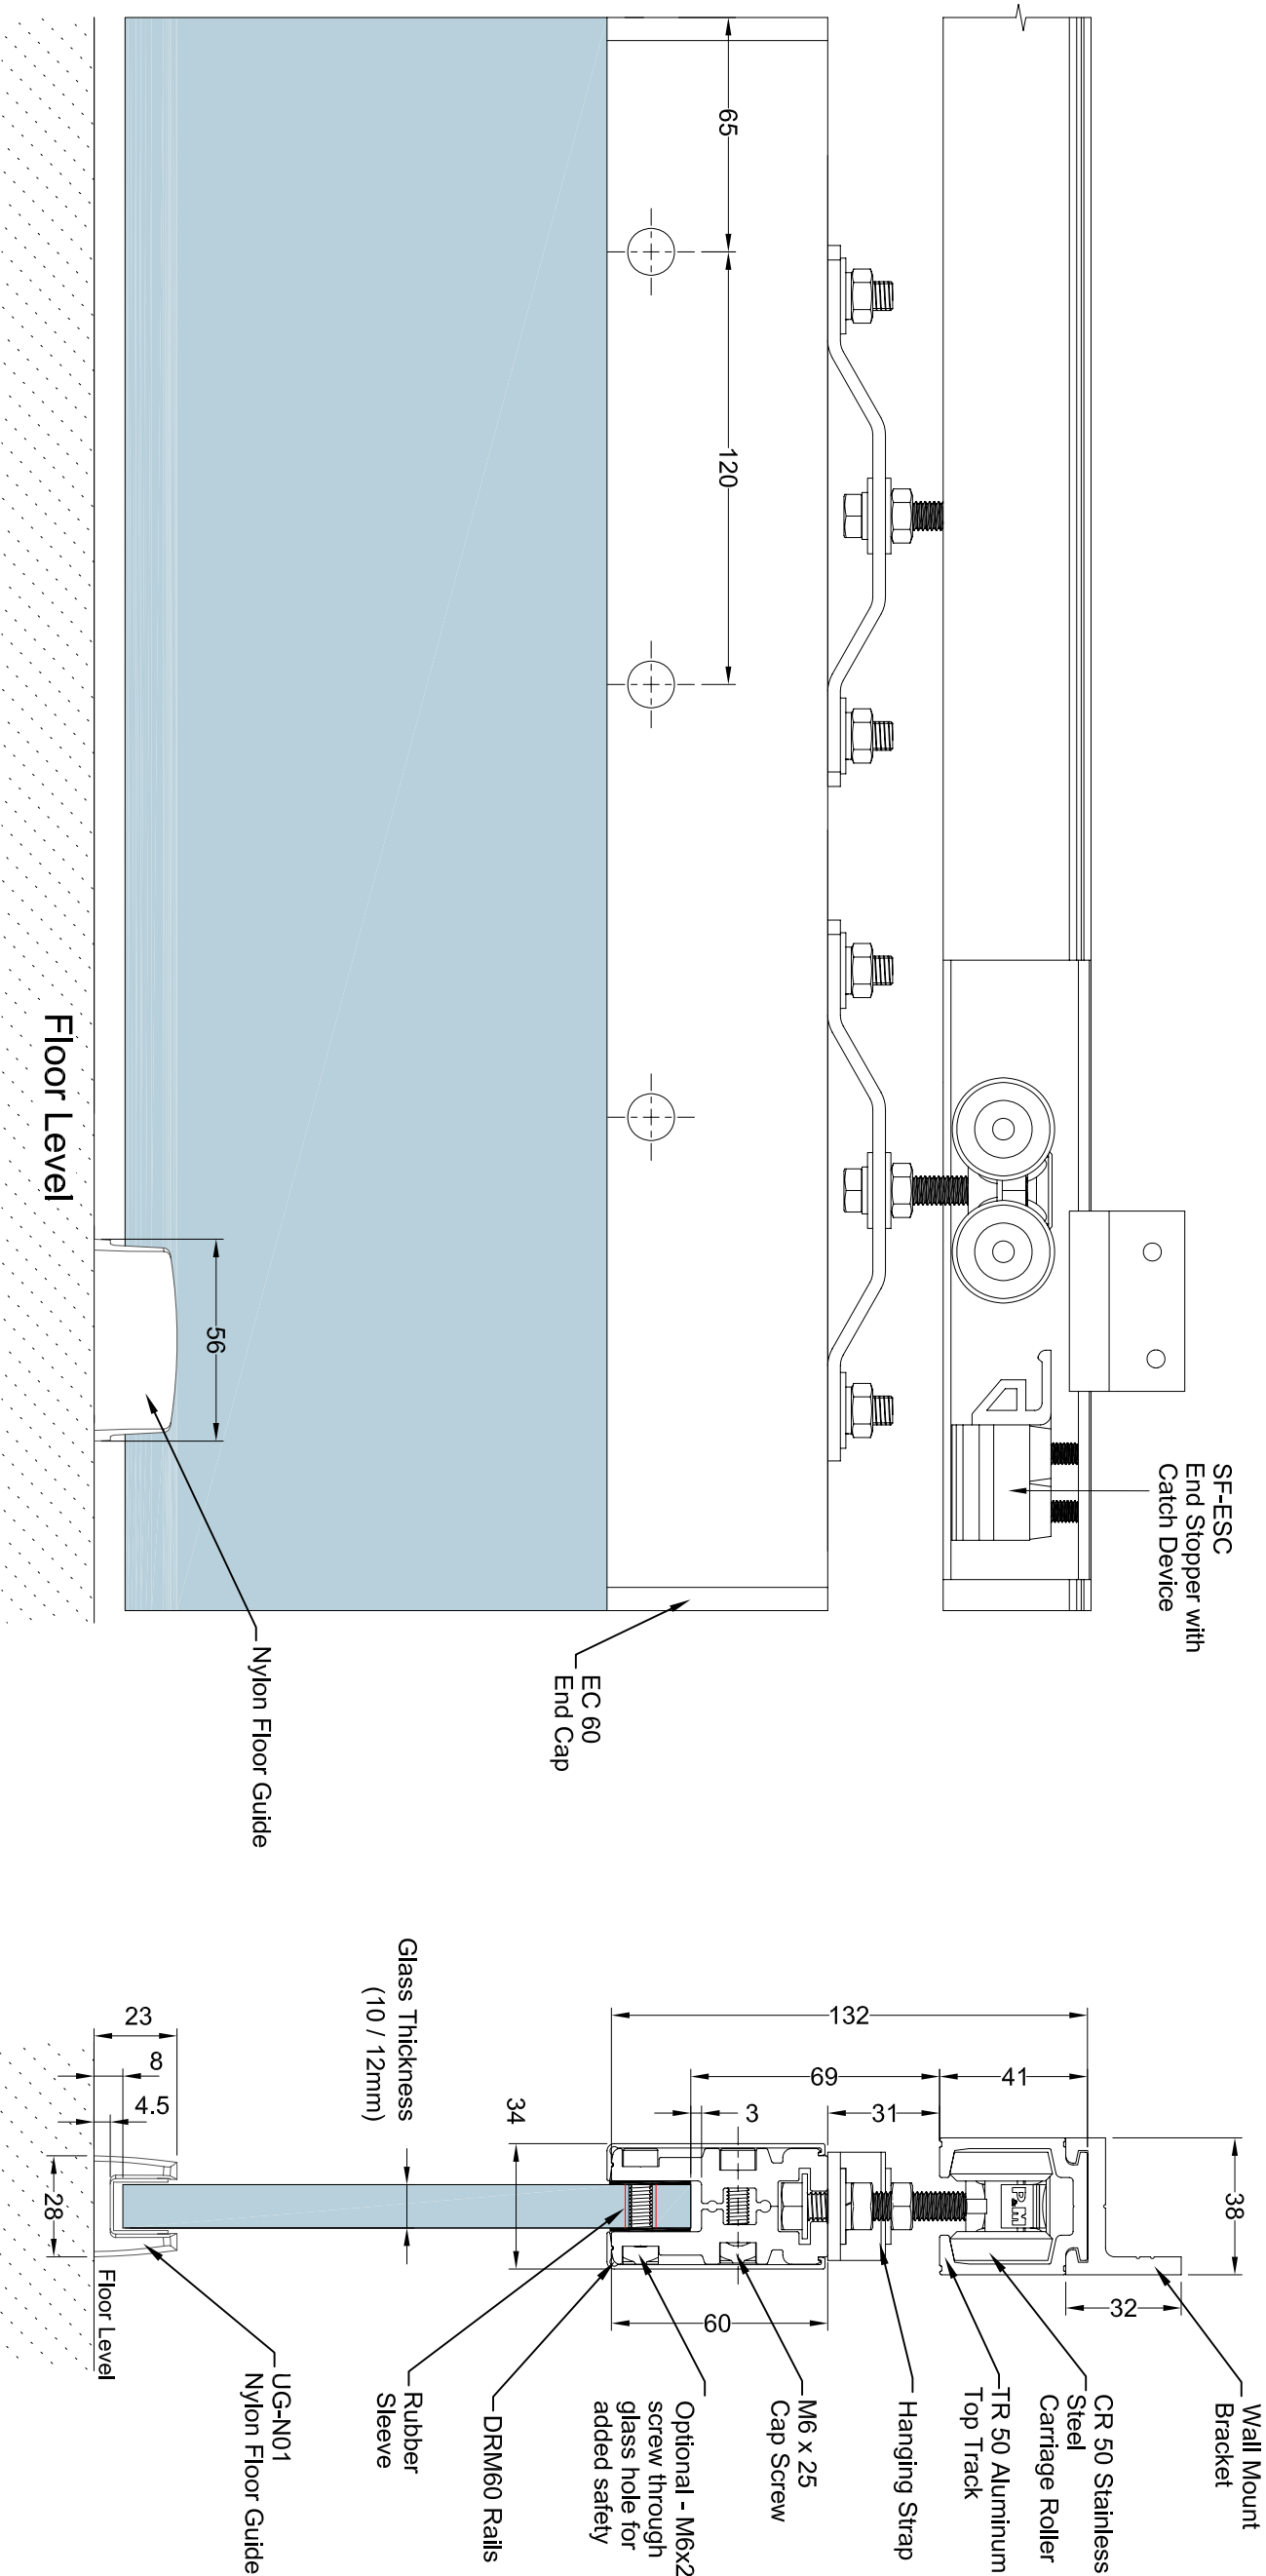 SF-ESC
End Stopper with
Catch Device
65
120
56
EC 60
End Cap
Nylon Floor Guide
Floor Level
Wall Mount
Bracket
CR 50 Stainless
Steel
Carriage Roller
TR 50 Aluminum
Top Track
Hanging Strap
M6 x 25
Cap Screw
Optional - M6x2
screw through
glass hole for
added safety
DRM60 Rails
Rubber
Sleeve
UG-N01
Nylon Floor Guide
38
32
41
132
69
31
3
60
34
Glass Thickness
(10 / 12mm)
23
8
4.5
28
Floor Level
P&M